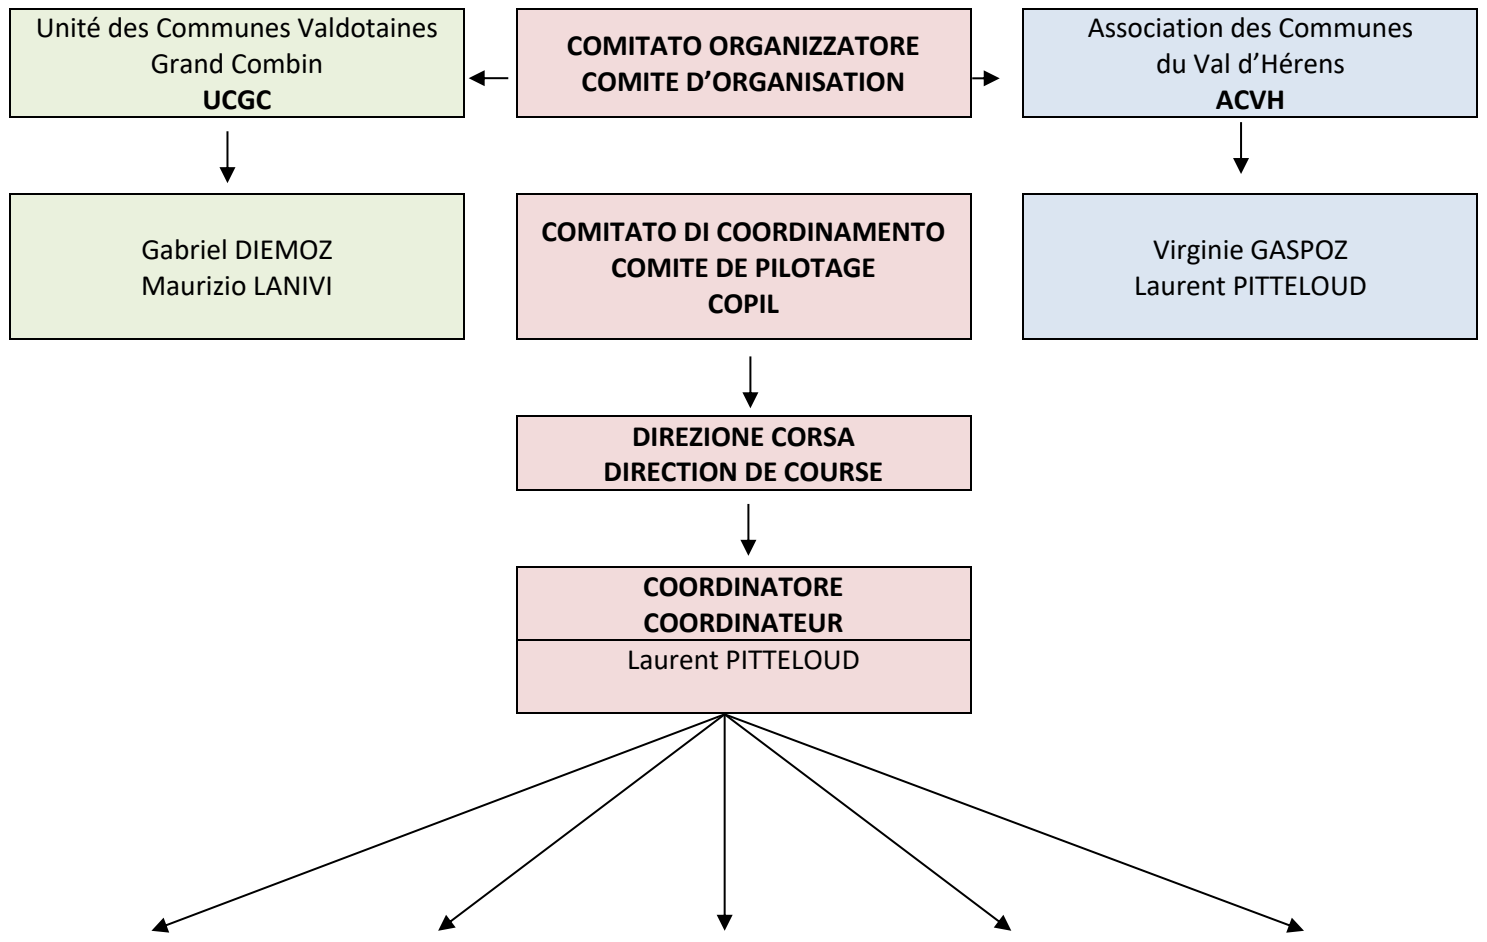 Unité des Communes Valdotaines
Grand Combin
UCGC
COMITATO ORGANIZZATORE
COMITE D’ORGANISATION
Association des Communes
du Val d’Hérens
ACVH
Gabriel DIEMOZ
Maurizio LANIVI
COMITATO DI COORDINAMENTO
COMITE DE PILOTAGE
COPIL
Virginie GASPOZ
Laurent PITTELOUD
DIREZIONE CORSA
DIRECTION DE COURSE
COORDINATORE
COORDINATEUR
Laurent PITTELOUD